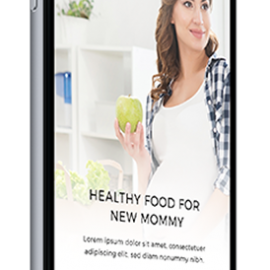 HEALTHY FOOD FOR
NEW MOMMY
Lorem ipsum dolor sit amet, consectetuer
adipiscing elit, sed diam nonummy nibh.